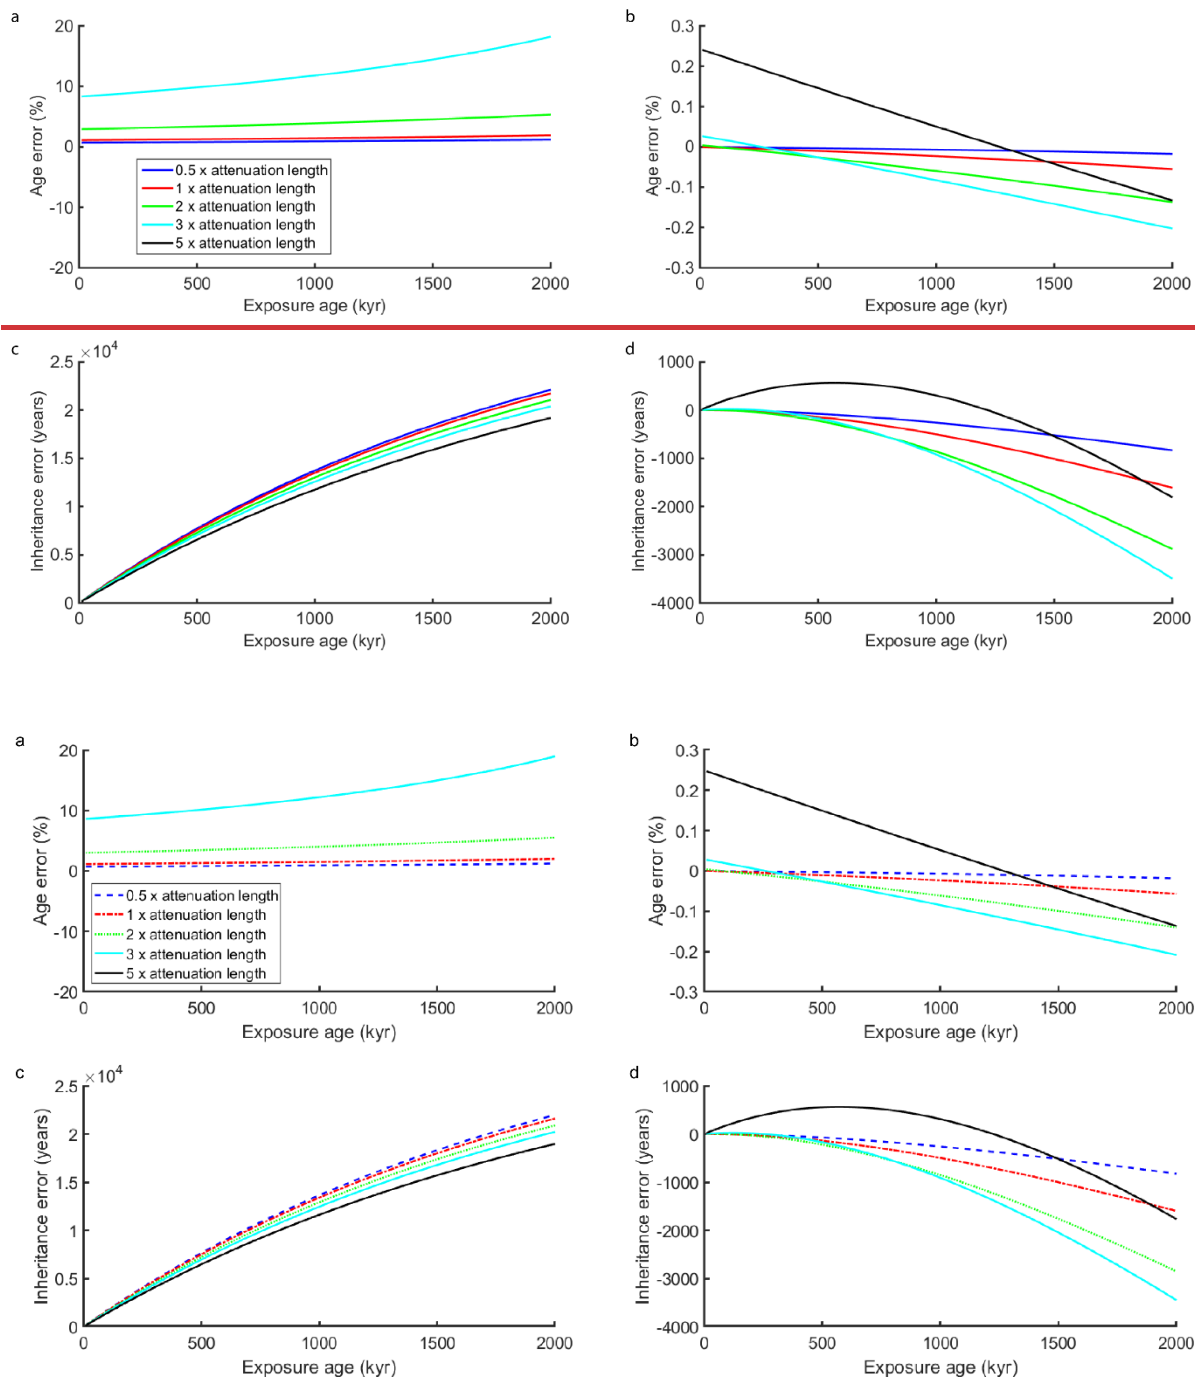 a
20
10
0
-10
-20
Age error (%)
0.5 x attenuation length
1 x attenuation length
2 x attenuation length
3 x attenuation length
5 x attenuation length
0 500 1000 1500 2000
Exposure age (kyr)
b
0.3
0.2
0.1
0
-0.1
-0.2
-0.3
Age error (%)
0 500 1000 1500 2000
Exposure age (kyr)
c
×10^4
2.5
2
1.5
1
0.5
0
Inheritance error (years)
0 500 1000 1500 2000
Exposure age (kyr)
d
1000
0
-1000
-2000
-3000
-4000
Inheritance error (years)
0 500 1000 1500 2000
Exposure age (kyr)
a
20
10
0
-10
-20
Age error (%)
0.5 x attenuation length
1 x attenuation length
2 x attenuation length
3 x attenuation length
5 x attenuation length
0 500 1000 1500 2000
Exposure age (kyr)
b
0.3
0.2
0.1
0
-0.1
-0.2
-0.3
Age error (%)
0 500 1000 1500 2000
Exposure age (kyr)
c
×10^4
2.5
2
1.5
1
0.5
0
Inheritance error (years)
0 500 1000 1500 2000
Exposure age (kyr)
d
1000
0
-1000
-2000
-3000
-4000
Inheritance error (years)
0 500 1000 1500 2000
Exposure age (kyr)